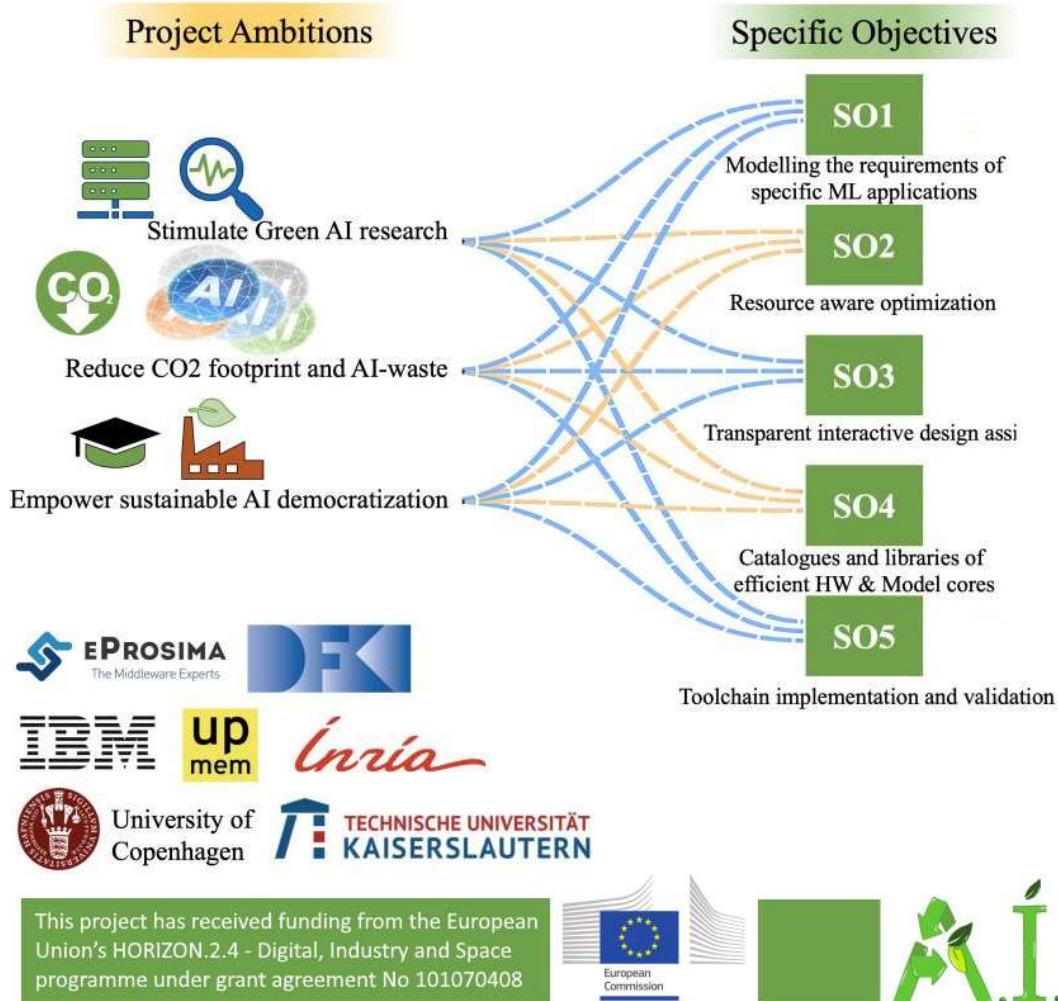 Project Ambitions
Specific Objectives
Stimulate Green AI research
CO2
AI
Reduce CO2 footprint and AI-waste
Empower sustainable AI democratization
SO1
Modelling the requirements of
specific ML applications
SO2
Resource aware optimization
SO3
Transparent interactive design assi
SO4
Catalogues and libraries of
efficient HW & Model cores
SO5
Toolchain implementation and validation
ePROSIMA
The Middleware Experts
DFK
IBM
up
mem
Inria
University of
Copenhagen
TECHNISCHE UNIVERSITÄT
KAISERSLAUTERN
This project has received funding from the European
Union's HORIZON.2.4 - Digital, Industry and Space
programme under grant agreement No 101070408
European
Commission
A.I.